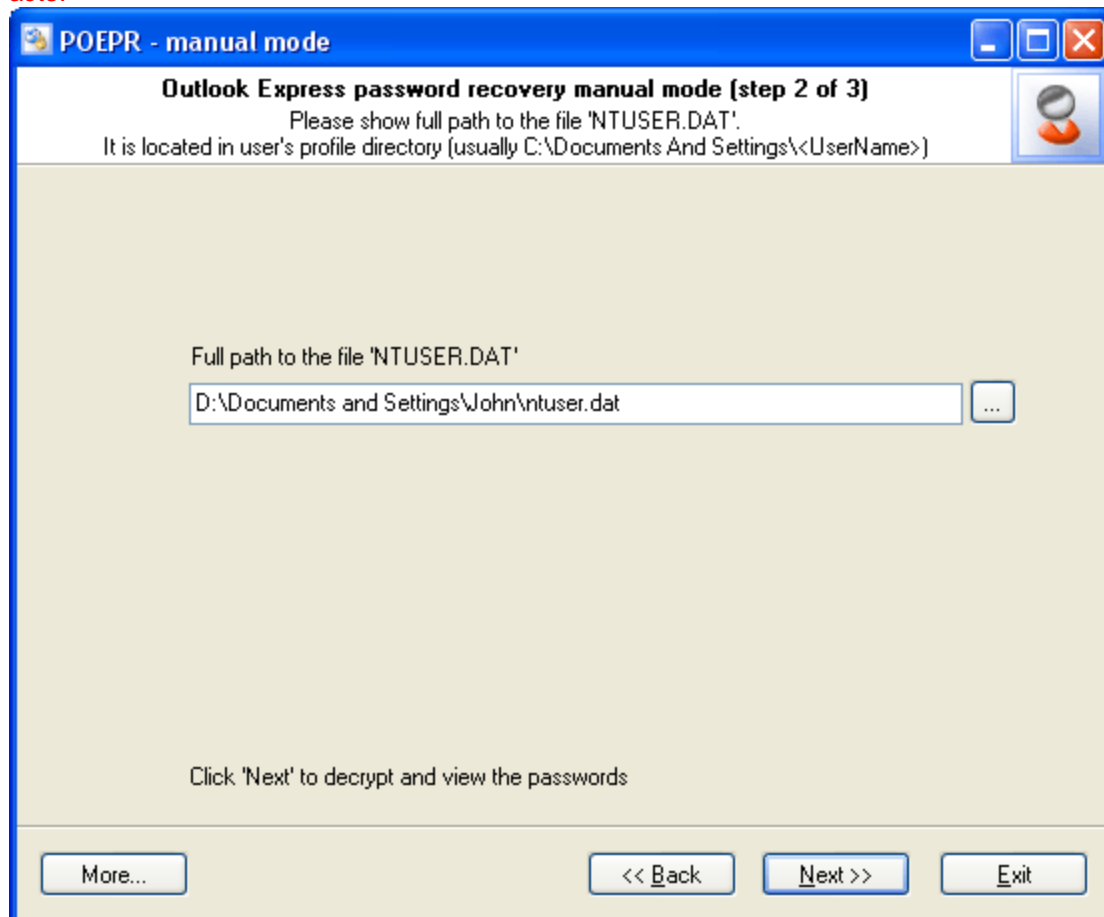 POEPR - manual mode
Outlook Express password recovery manual mode (step 2 of 3)
Please show full path to the file 'NTUSER.DAT'.
It is located in user's profile directory (usually C:\Documents And Settings\<UserName>)
Full path to the file 'NTUSER.DAT'
D:\Documents and Settings\John\ntuser.dat
...
Click 'Next' to decrypt and view the passwords
More...
<< Back
Next >>
Exit